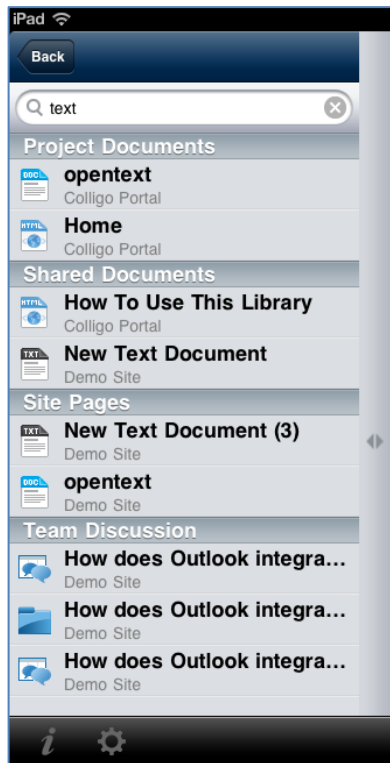 iPad
Back
text
Project Documents
DOC
opentext
Colligo Portal
HTML
Home
Colligo Portal
Shared Documents
HTML
How To Use This Library
Colligo Portal
TXT
New Text Document
Demo Site
Site Pages
TXT
New Text Document (3)
Demo Site
DOC
opentext
Demo Site
Team Discussion
How does Outlook integra...
Demo Site
How does Outlook integra...
Demo Site
How does Outlook integra...
Demo Site
i